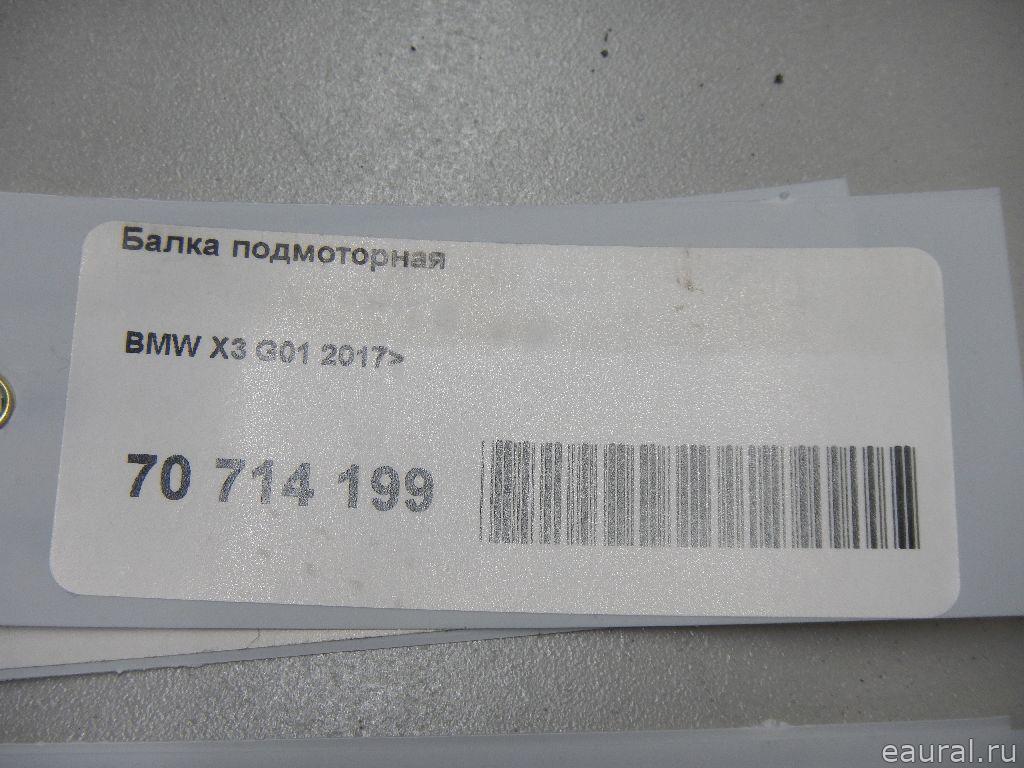 Балка подмоторная
BMW X3 G01 2017>
70 714 199
eaural.ru